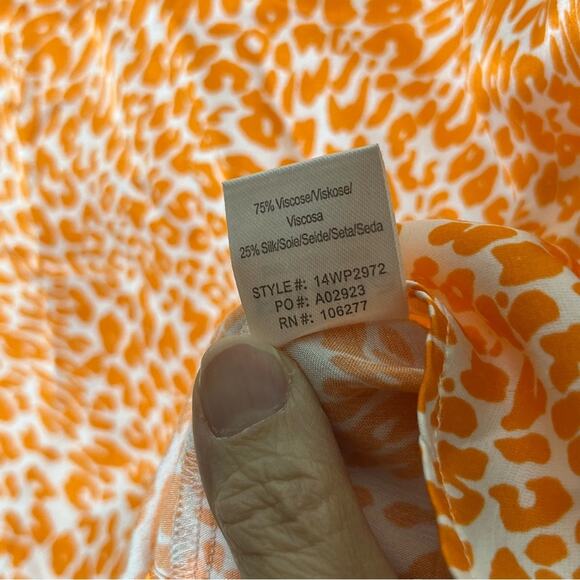 75% Viscose/Viskose/
Viscosa
25% Silk/Soie/Seide/Seta/Seda
STYLE#: 14WP2972
PO#: A02923
RN#: 106277